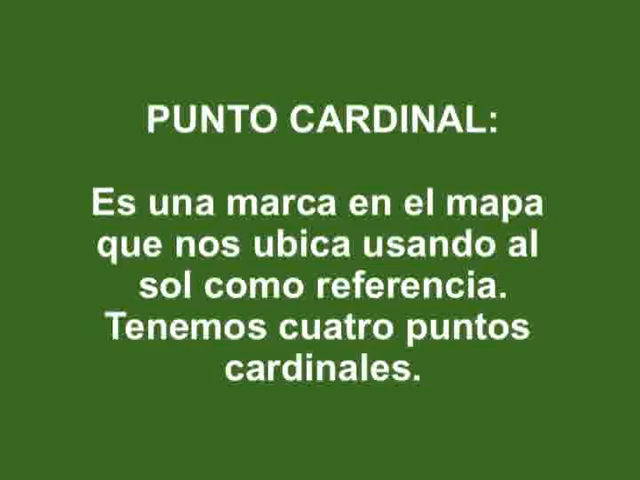 PUNTO CARDINAL:
Es una marca en el mapa
que nos ubica usando al
sol como referencia.
Tenemos cuatro puntos
cardinales.